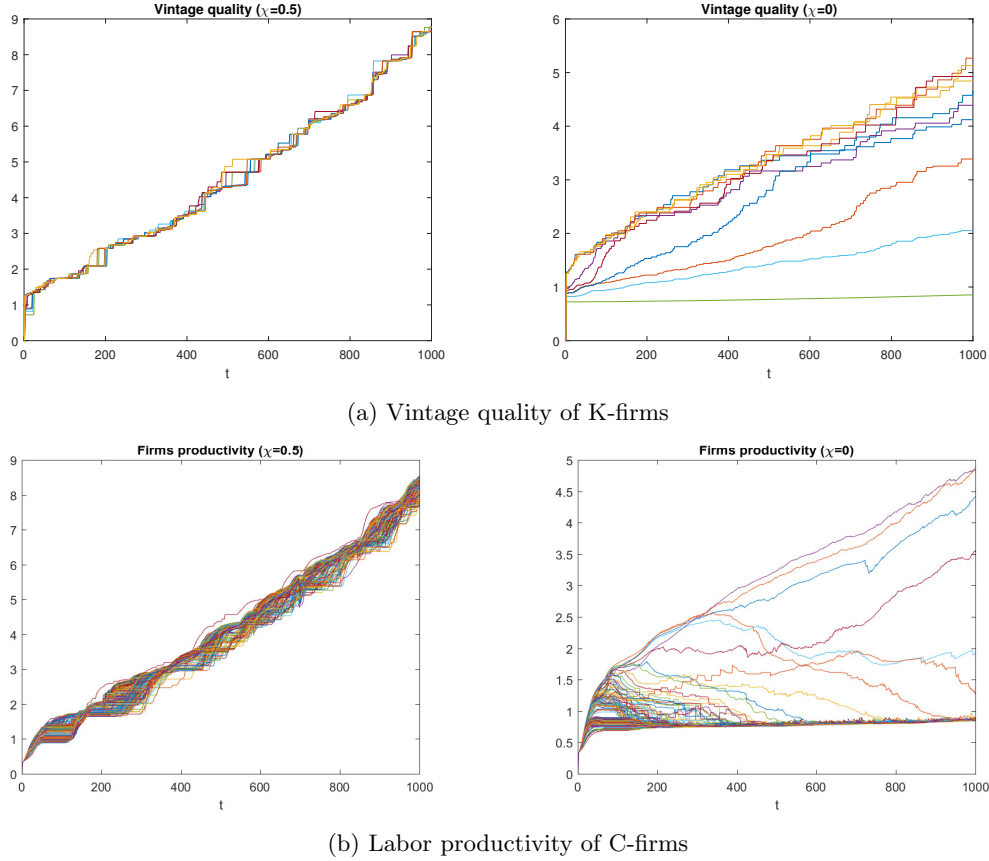 Vintage quality (χ=0.5)
9
8
7
6
5
4
3
2
1
0
0 200 400 600 800 1000
t
Vintage quality (χ=0)
6
5
4
3
2
1
0
0 200 400 600 800 1000
t
(a) Vintage quality of K-firms
Firms productivity (χ=0.5)
9
8
7
6
5
4
3
2
1
0
0 200 400 600 800 1000
t
Firms productivity (χ=0)
5
4.5
4
3.5
3
2.5
2
1.5
1
0.5
0
0 200 400 600 800 1000
t
(b) Labor productivity of C-firms